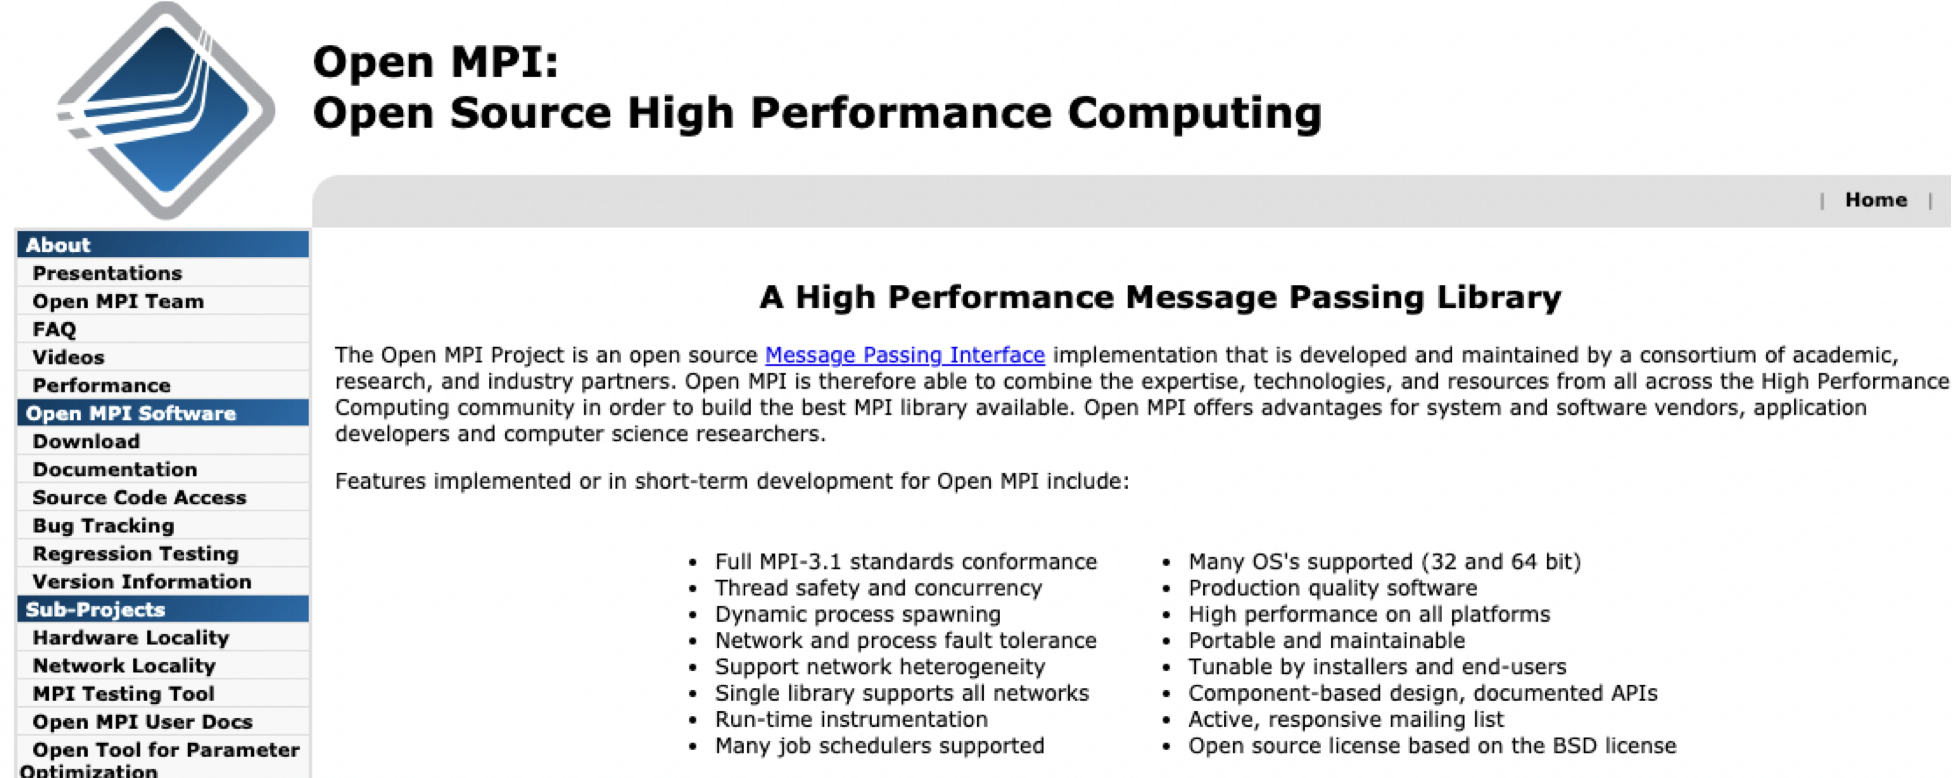 Open MPI:
Open Source High Performance Computing
| Home |
About
Presentations
Open MPI Team
FAQ
Videos
Performance
Open MPI Software
Download
Documentation
Source Code Access
Bug Tracking
Regression Testing
Version Information
Sub-Projects
Hardware Locality
Network Locality
MPI Testing Tool
Open MPI User Docs
Open Tool for Parameter
Optimization
A High Performance Message Passing Library
The Open MPI Project is an open source Message Passing Interface implementation that is developed and maintained by a consortium of academic,
research, and industry partners. Open MPI is therefore able to combine the expertise, technologies, and resources from all across the High Performance
Computing community in order to build the best MPI library available. Open MPI offers advantages for system and software vendors, application
developers and computer science researchers.
Features implemented or in short-term development for Open MPI include:
• Full MPI-3.1 standards conformance
• Thread safety and concurrency
• Dynamic process spawning
• Network and process fault tolerance
• Support network heterogeneity
• Single library supports all networks
• Run-time instrumentation
• Many job schedulers supported
• Many OS's supported (32 and 64 bit)
• Production quality software
• High performance on all platforms
• Portable and maintainable
• Tunable by installers and end-users
• Component-based design, documented APIs
• Active, responsive mailing list
• Open source license based on the BSD license